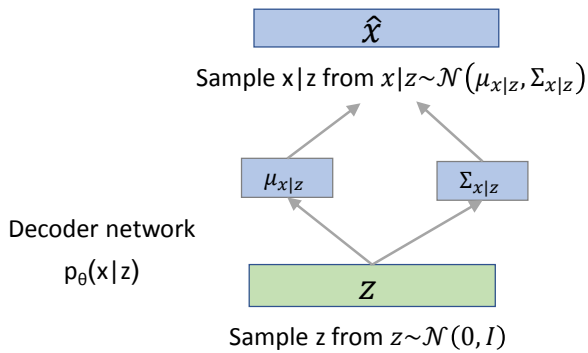 x̂
Sample x|z from x|z~𝒩(μx|z, Σx|z)
μx|z
Σx|z
Decoder network
pθ(x|z)
z
Sample z from z~𝒩(0, I)